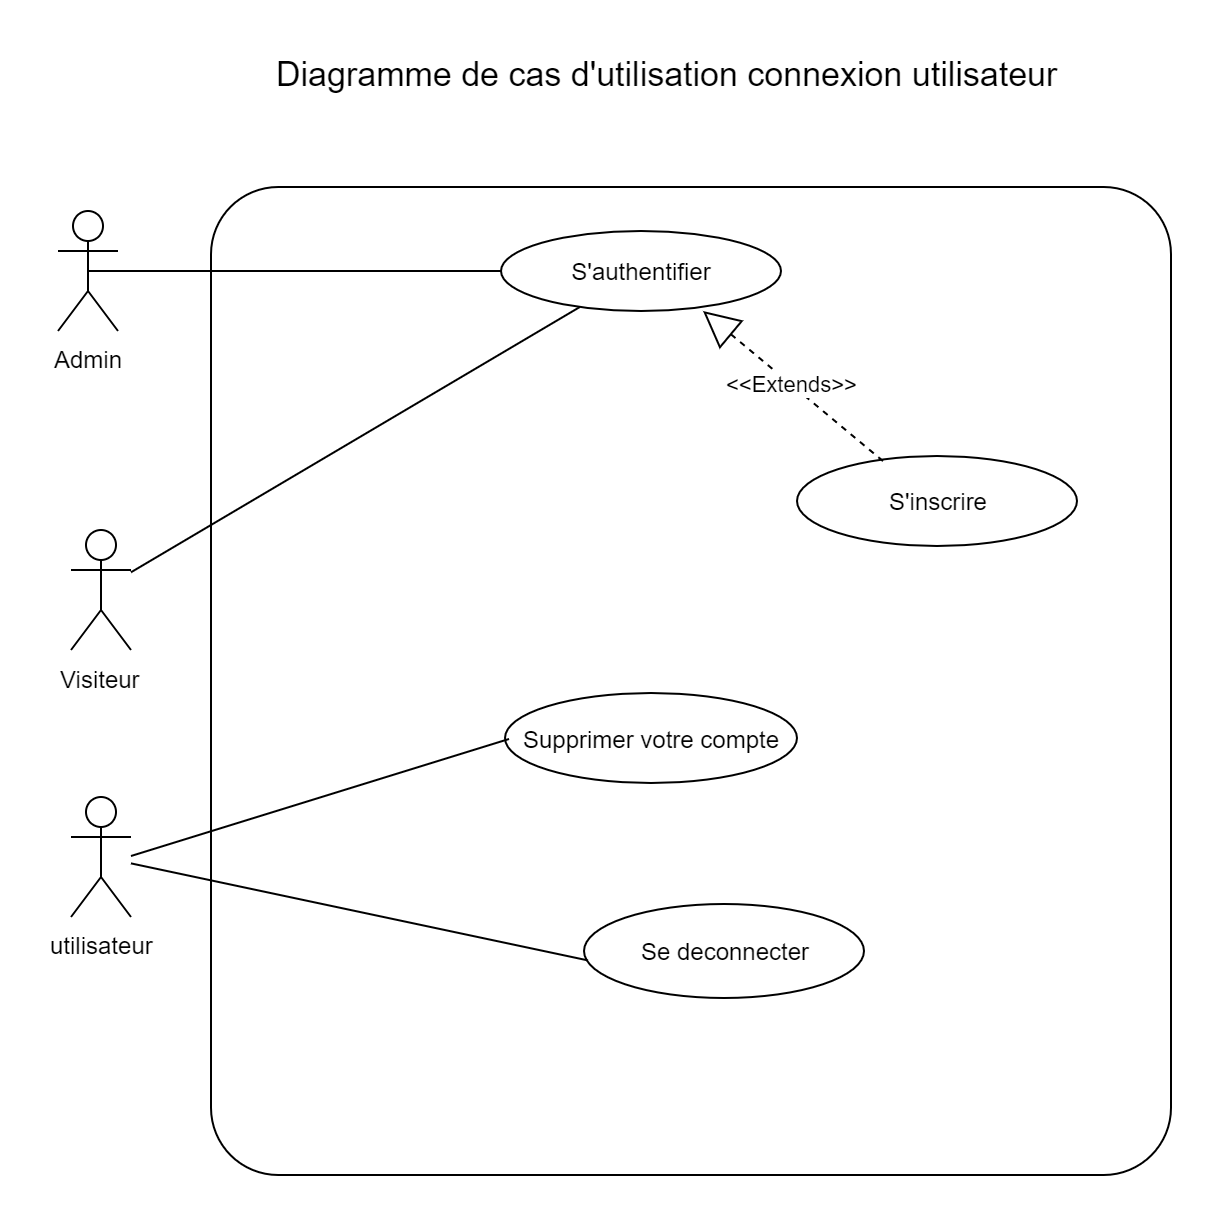 Diagramme de cas d'utilisation connexion utilisateur
S'authentifier
Admin
<<Extends>>
S'inscrire
Visiteur
Supprimer votre compte
utilisateur
Se deconnecter